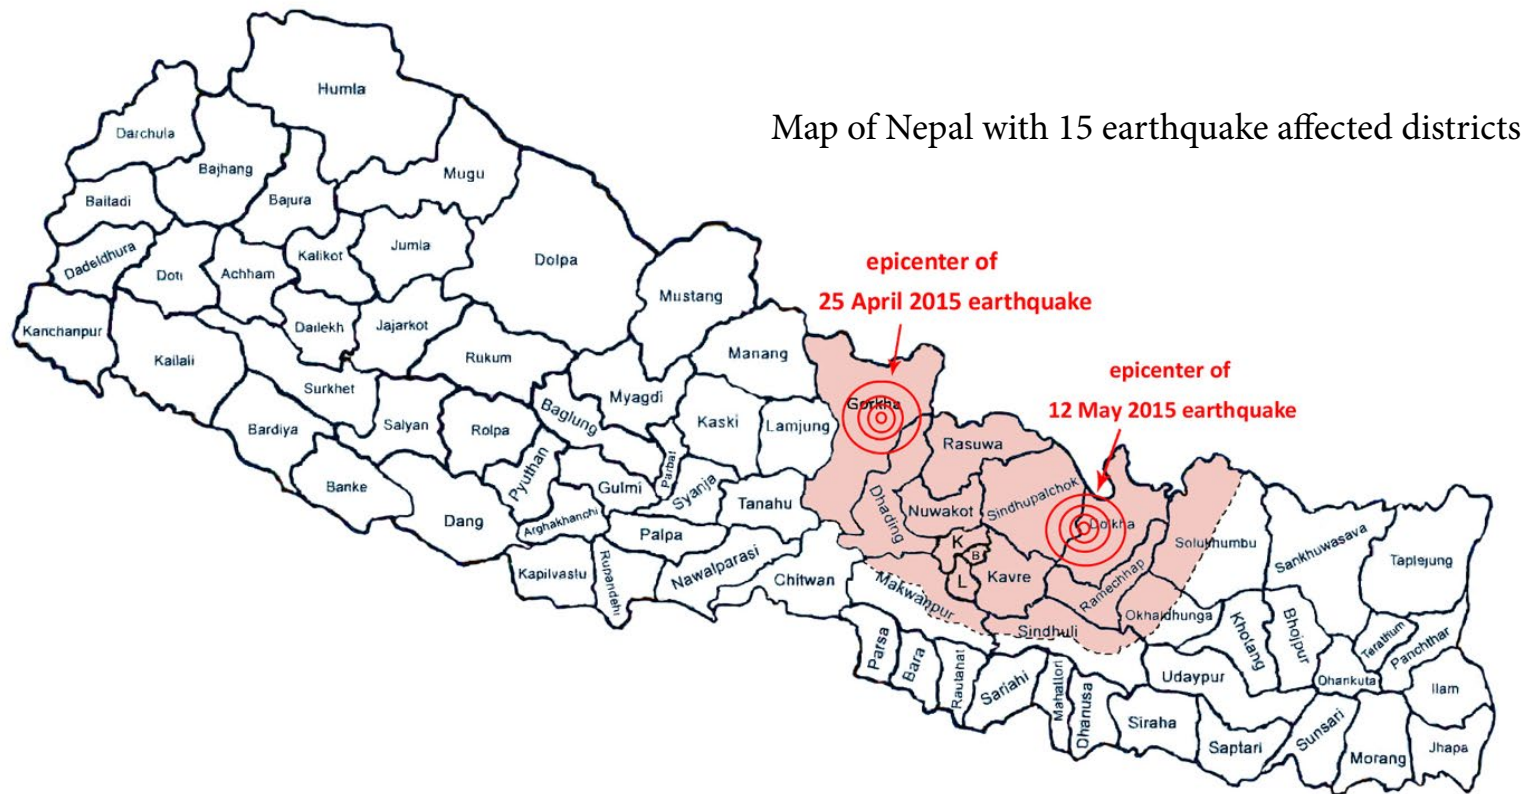 Humla
Darchula
Map of Nepal with 15 earthquake affected districts
Bajhang
Mugu
Baitadi
Bajura
Dadeldhura
Doti
Achham
Kalikot
Jumla
Dolpa
epicenter of
25 April 2015 earthquake
Mustang
Kanchanpur
Kailali
Dailekh
Jajarkot
Rukum
Manang
epicenter of
12 May 2015 earthquake
Surkhet
Myagdi
Baglung
Kaski
Lamjung
Gorkha
Bardiya
Salyan
Rolpa
Rasuwa
Pyuthan
Parbat
Banke
Gulmi
Syanja
Tanahu
Dhading
Nuwakot
Sindhupalchok
Dolkha
Dang
Arghakhanchi
Palpa
K
B
L
Kavre
Ramechhap
Solukhumbu
Sankhuwasava
Taplejung
Kapilvastu
Rupandehi
Nawalparasi
Chitwan
Makwanpur
Sindhuli
Okhaldhunga
Khotang
Bhojpur
Terathum
Panchthar
Parsa
Bara
Rautahat
Sarlahi
Mahattori
Dhanusa
Udaypur
Dhankuta
Ilam
Siraha
Saptari
Sunsari
Morang
Jhapa